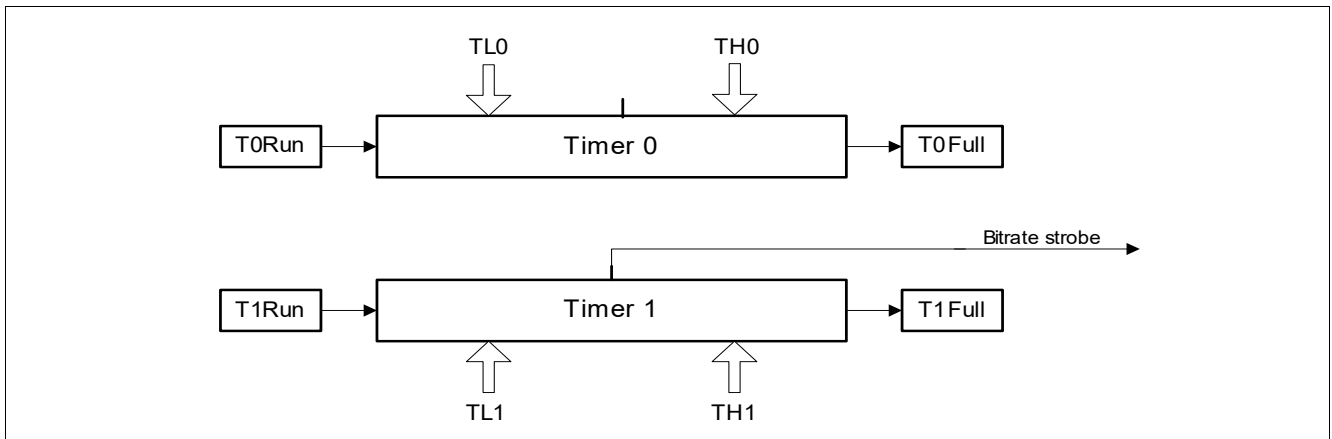 TL0 TH0
T0Run Timer 0 T0Full
Bitrate strobe
T1Run Timer 1 T1Full
TL1 TH1